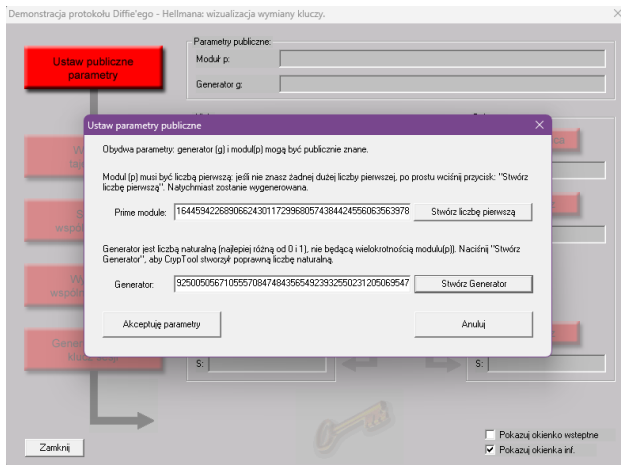 Demonstracja protokołu Diffie'ego - Hellmana: wizualizacja wymiany kluczy.
Ustaw publiczne
parametry
Parametry publiczne:
Moduł p:
Generator g:
Ustaw parametry publiczne
Obydwa parametry: generator (g) i moduł(p) mogą być publicznie znane.
Moduł (p) musi być liczbą pierwszą: jeśli nie znasz żadnej dużej liczby pierwszej, po prostu wciśnij przycisk: "Stwórz
liczbę pierwszą". Natychmiast zostanie wygenerowana.
Prime module: 164459422689066243011729968057438442455606356​3978 Stwórz liczbę pierwszą
Generator jest liczbą naturalną (najlepiej różną od 0 i 1), nie będącą wielokrotnością modułu(p)). Naciśnij "Stwórz
Generator", aby CrypTool stworzył poprawną liczbę naturalną.
Generator: 92500505671055570847484356549239325502312050695​47 Stwórz Generator
Akceptuję parametry Anuluj
S: S:
Pokazuj okienko wsteptne
Zamknij Pokazuj okienka inf.